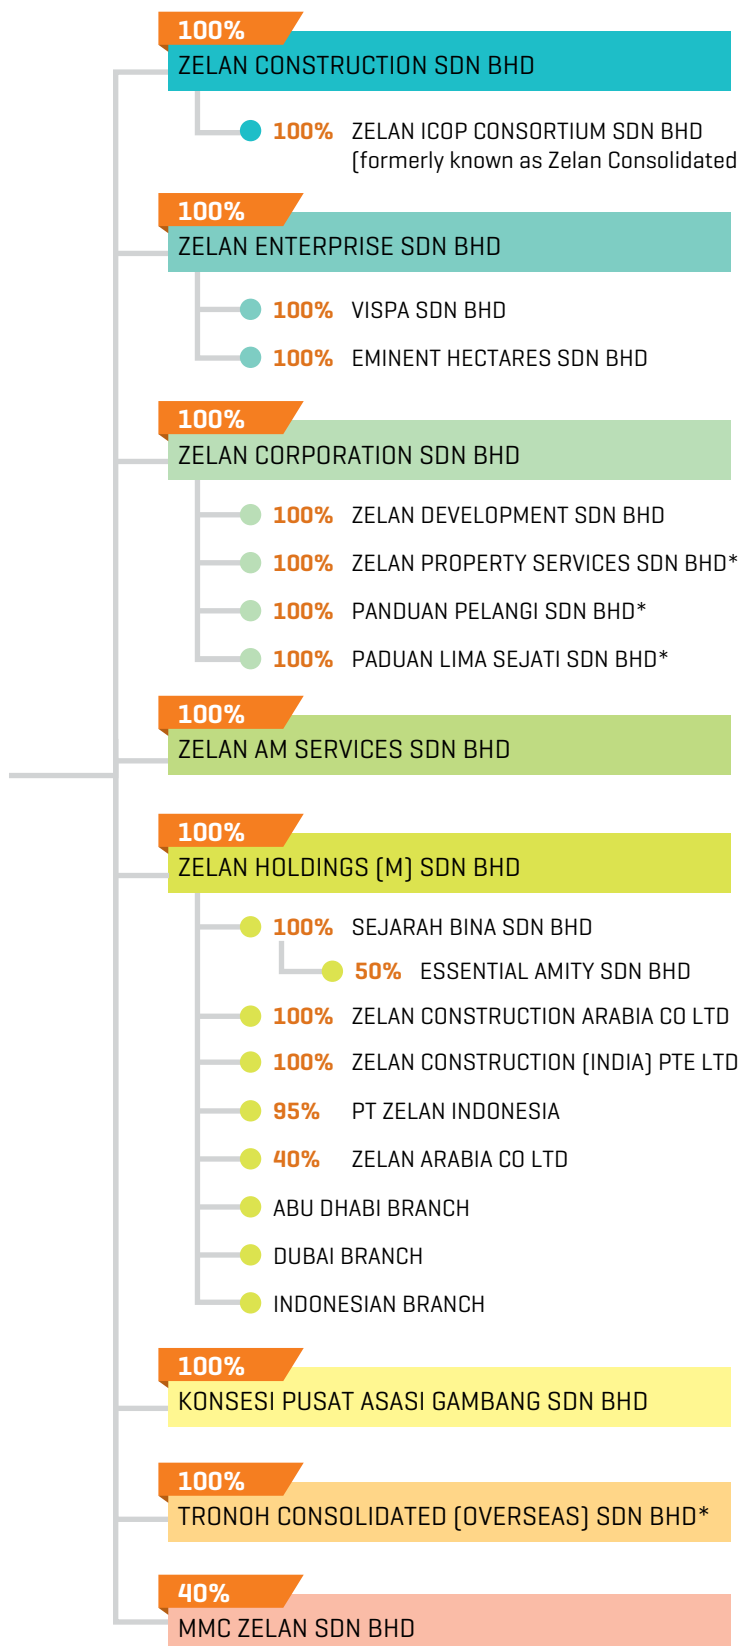 100%
ZELAN CONSTRUCTION SDN BHD
100% ZELAN ICOP CONSORTIUM SDN BHD
(formerly known as Zelan Consolidated
100%
ZELAN ENTERPRISE SDN BHD
100% VISPA SDN BHD
100% EMINENT HECTARES SDN BHD
100%
ZELAN CORPORATION SDN BHD
100% ZELAN DEVELOPMENT SDN BHD
100% ZELAN PROPERTY SERVICES SDN BHD*
100% PANDUAN PELANGI SDN BHD*
100% PADUAN LIMA SEJATI SDN BHD*
100%
ZELAN AM SERVICES SDN BHD
100%
ZELAN HOLDINGS (M) SDN BHD
100% SEJARAH BINA SDN BHD
50% ESSENTIAL AMITY SDN BHD
100% ZELAN CONSTRUCTION ARABIA CO LTD
100% ZELAN CONSTRUCTION (INDIA) PTE LTD
95% PT ZELAN INDONESIA
40% ZELAN ARABIA CO LTD
ABU DHABI BRANCH
DUBAI BRANCH
INDONESIAN BRANCH
100%
KONSESI PUSAT ASASI GAMBANG SDN BHD
100%
TRONOH CONSOLIDATED (OVERSEAS) SDN BHD*
40%
MMC ZELAN SDN BHD